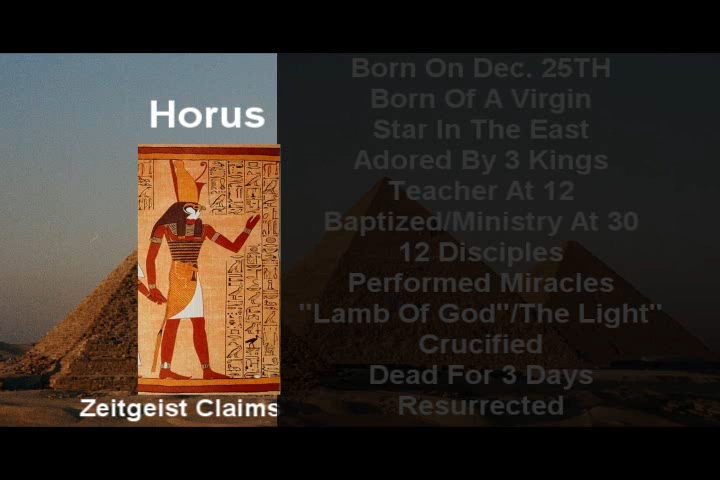 Horus
Zeitgeist Claims
Born On Dec. 25TH
Born Of A Virgin
Star In The East
Adored By 3 Kings
Teacher At 12
Baptized/Ministry At 30
12 Disciples
Performed Miracles
"Lamb Of God"/The Light"
Crucified
Dead For 3 Days
Resurrected